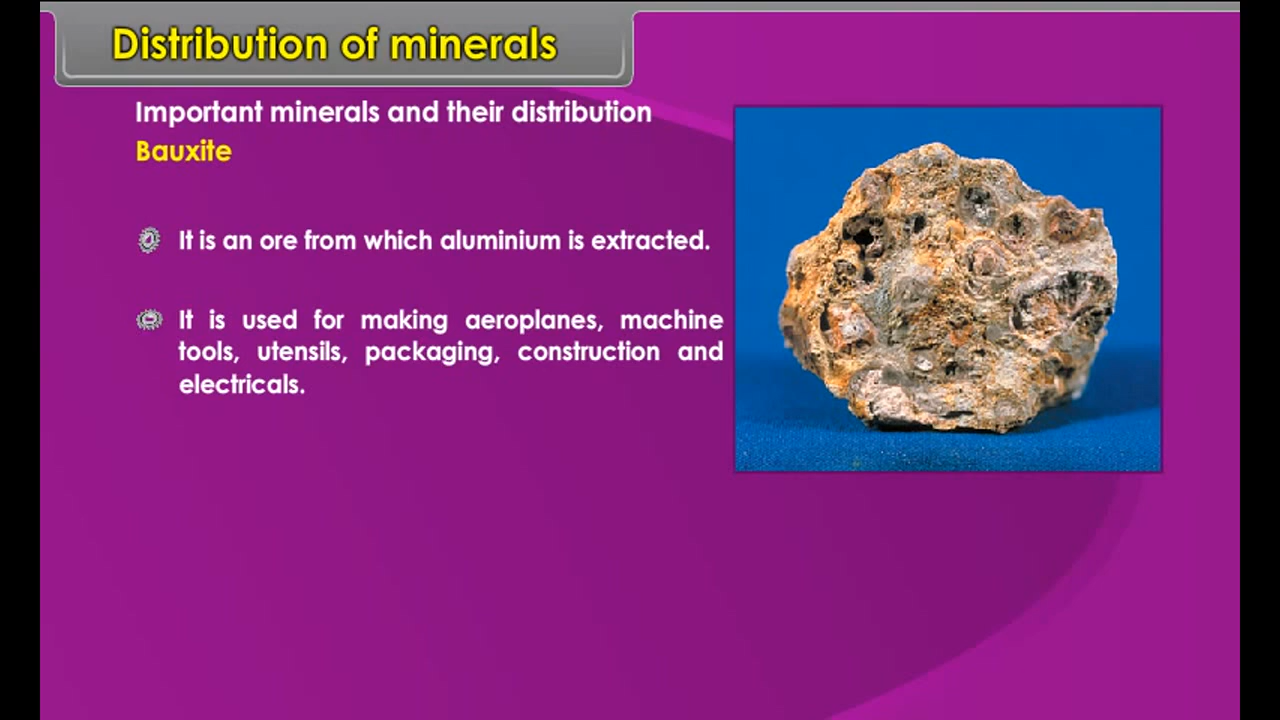 Distribution of minerals
Important minerals and their distribution
Bauxite
It is an ore from which aluminium is extracted.
It is used for making aeroplanes, machine
tools, utensils, packaging, construction and
electricals.